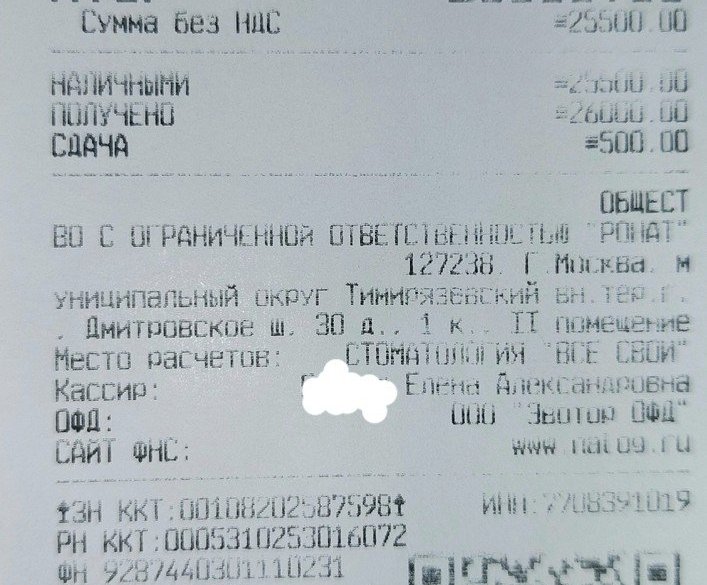 Сумма без НДС =25500.00
НАЛИЧНЫМИ =25500.00
ПОЛУЧЕНО =26000.00
СДАЧА =500.00
ОБЩЕСТ
ВО С ОГРАНИЧЕННОЙ ОТВЕТСТВЕННОСТЬЮ "РОНАТ"
127238, Г.Москва, м
униципальный округ Тимирязевский вн.тер.г.
, Дмитровское ш, 30 д., 1 к., II помещение
Место расчетов: СТОМАТОЛОГИЯ "ВСЕ СВОИ"
Кассир: Елена Александровна
ОФД: ООО "Эвотор ОФД"
САЙТ ФНС: www.nalog.ru
ЗН ККТ:00108202587598 ИНН:7708391019
РН ККТ:0005310253016072
ФН 9287440301110231